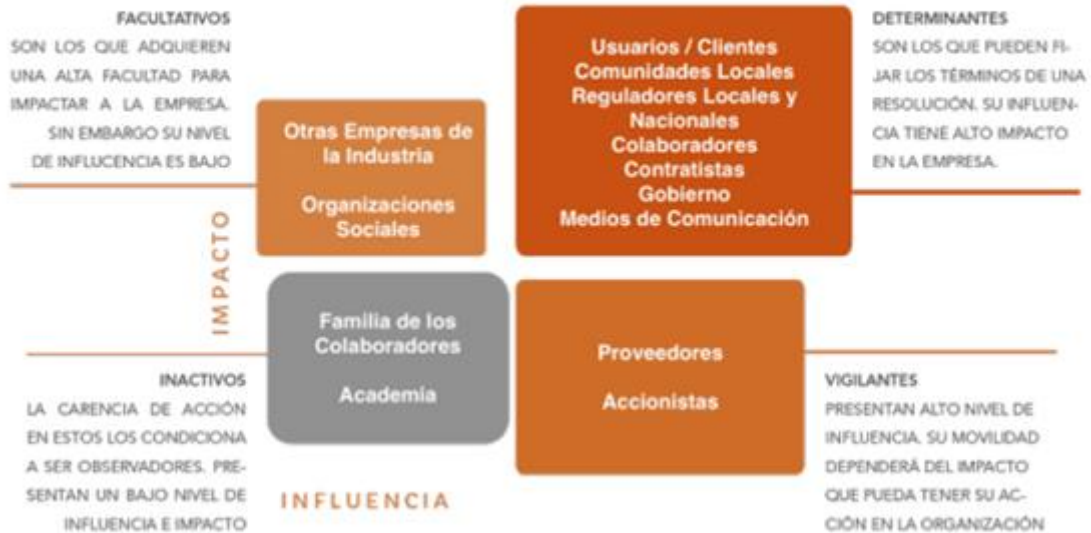 FACULTATIVOS
SON LOS QUE ADQUIEREN
UNA ALTA FACULTAD PARA
IMPACTAR A LA EMPRESA.
SIN EMBARGO SU NIVEL
DE INFLUCENCIA ES BAJO
Otras Empresas de
la Industria
Organizaciones
Sociales
Usuarios / Clientes
Comunidades Locales
Reguladores Locales y
Nacionales
Colaboradores
Contratistas
Gobierno
Medios de Comunicación
DETERMINANTES
SON LOS QUE PUEDEN FI-
JAR LOS TÉRMINOS DE UNA
RESOLUCIÓN. SU INFLUEN-
CIA TIENE ALTO IMPACTO
EN LA EMPRESA.
IMPACTO
INACTIVOS
LA CARENCIA DE ACCIÓN
EN ESTOS LOS CONDICIONA
A SER OBSERVADORES. PRE-
SENTAN UN BAJO NIVEL DE
INFLUENCIA E IMPACTO
Familia de los
Colaboradores
Academia
Proveedores
Accionistas
VIGILANTES
PRESENTAN ALTO NIVEL DE
INFLUENCIA. SU MOVILIDAD
DEPENDERÁ DEL IMPACTO
QUE PUEDA TENER SU AC-
CIÓN EN LA ORGANIZACIÓN
INFLUENCIA